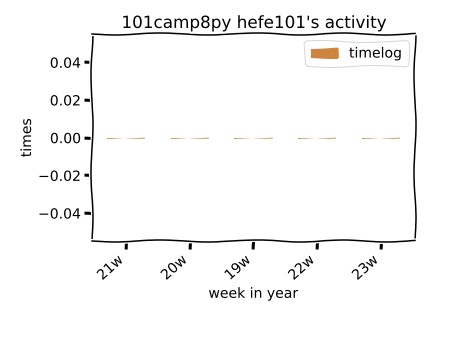 101camp8py hefe101's activity
timelog
times
0.04
0.02
0.00
−0.02
−0.04
21w
20w
19w
22w
23w
week in year